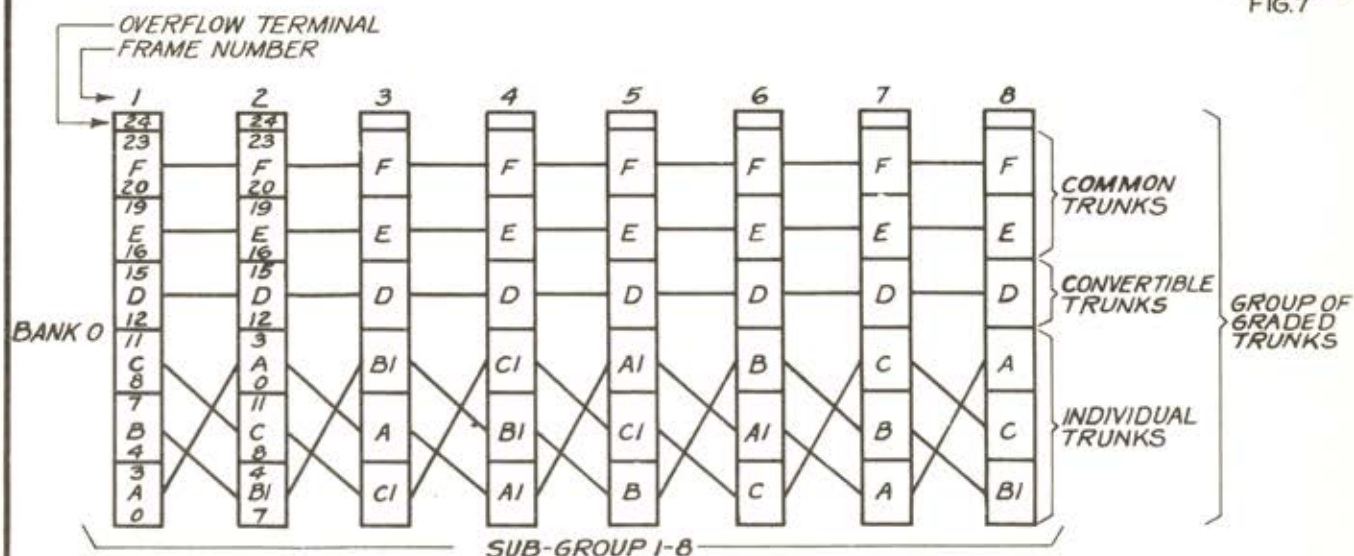 FIG.7
OVERFLOW TERMINAL
FRAME NUMBER
1 2 3 4 5 6 7 8
24 24
23 23
F F F F F F F F
20 20
19 19
E E E E E E E E
16 16
COMMON
TRUNKS
15 15
D D D D D D D D
12 12
CONVERTIBLE
TRUNKS
BANK 0
11 3
C A B1 C1 A1 B C A
8 0
7 11
B C A B1 C1 A1 B C
4 8
3 4
A B1 C1 A1 B C A B1
0 7
INDIVIDUAL
TRUNKS
GROUP OF
GRADED
TRUNKS
SUB-GROUP 1-8